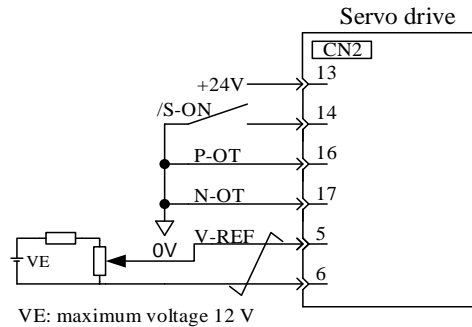 Servo drive
CN2
+24V 13
/S-ON 14
P-OT 16
N-OT 17
0V V-REF 5
VE 6
VE: maximum voltage 12 V